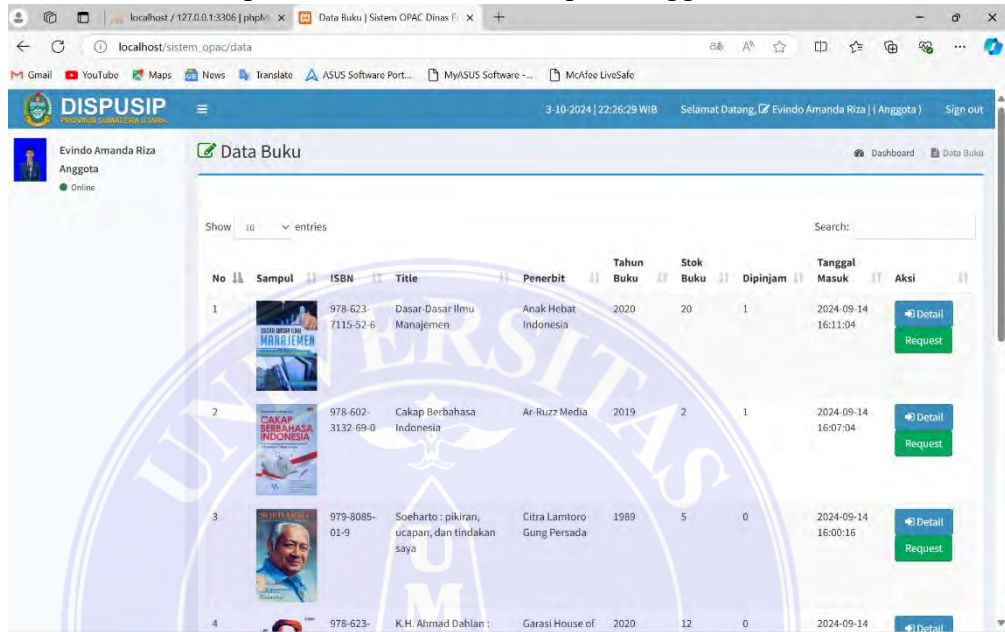 localhost / 127.0.0.1:3306 | phpM
Data Buku | Sistem OPAC Dinas P
localhost/sistem_opac/data
Gmail YouTube Maps News Translate ASUS Software Port... MyASUS Software -... McAfee LiveSafe
DISPUSIP
PROVINSI SUMATERA UTARA
3-10-2024 | 22:26:29 WIB Selamat Datang, Evindo Amanda Riza | ( Anggota ) Sign out
Evindo Amanda Riza
Anggota
Online
Data Buku
Dashboard Data Buku
Show 10 entries Search:
No Sampul ISBN Title Penerbit Tahun Buku Stok Buku Dipinjam Tanggal Masuk Aksi
1 978-623- Dasar-Dasar Ilmu Anak Hebat 2020 20 1 2024-09-14 Detail
7115-52-6 Manajemen Indonesia 16:11:04
Request
DASAR-DASAR ILMU
MANAJEMEN
2 978-602- Cakap Berbahasa Ar-Ruzz Media 2019 2 1 2024-09-14 Detail
3132-69-0 Indonesia 16:07:04
Request
CAKAP
BERBAHASA
INDONESIA
3 979-8085- Soeharto : pikiran, Citra Lamtoro 1989 5 0 2024-09-14 Detail
01-9 ucapan, dan tindakan Gung Persada 16:00:16
saya
Request
SOEHARTO
4 978-623- K.H. Ahmad Dahlan : Garasi House of 2020 12 0 2024-09-14 Detail
UNIVERSITAS
U
M